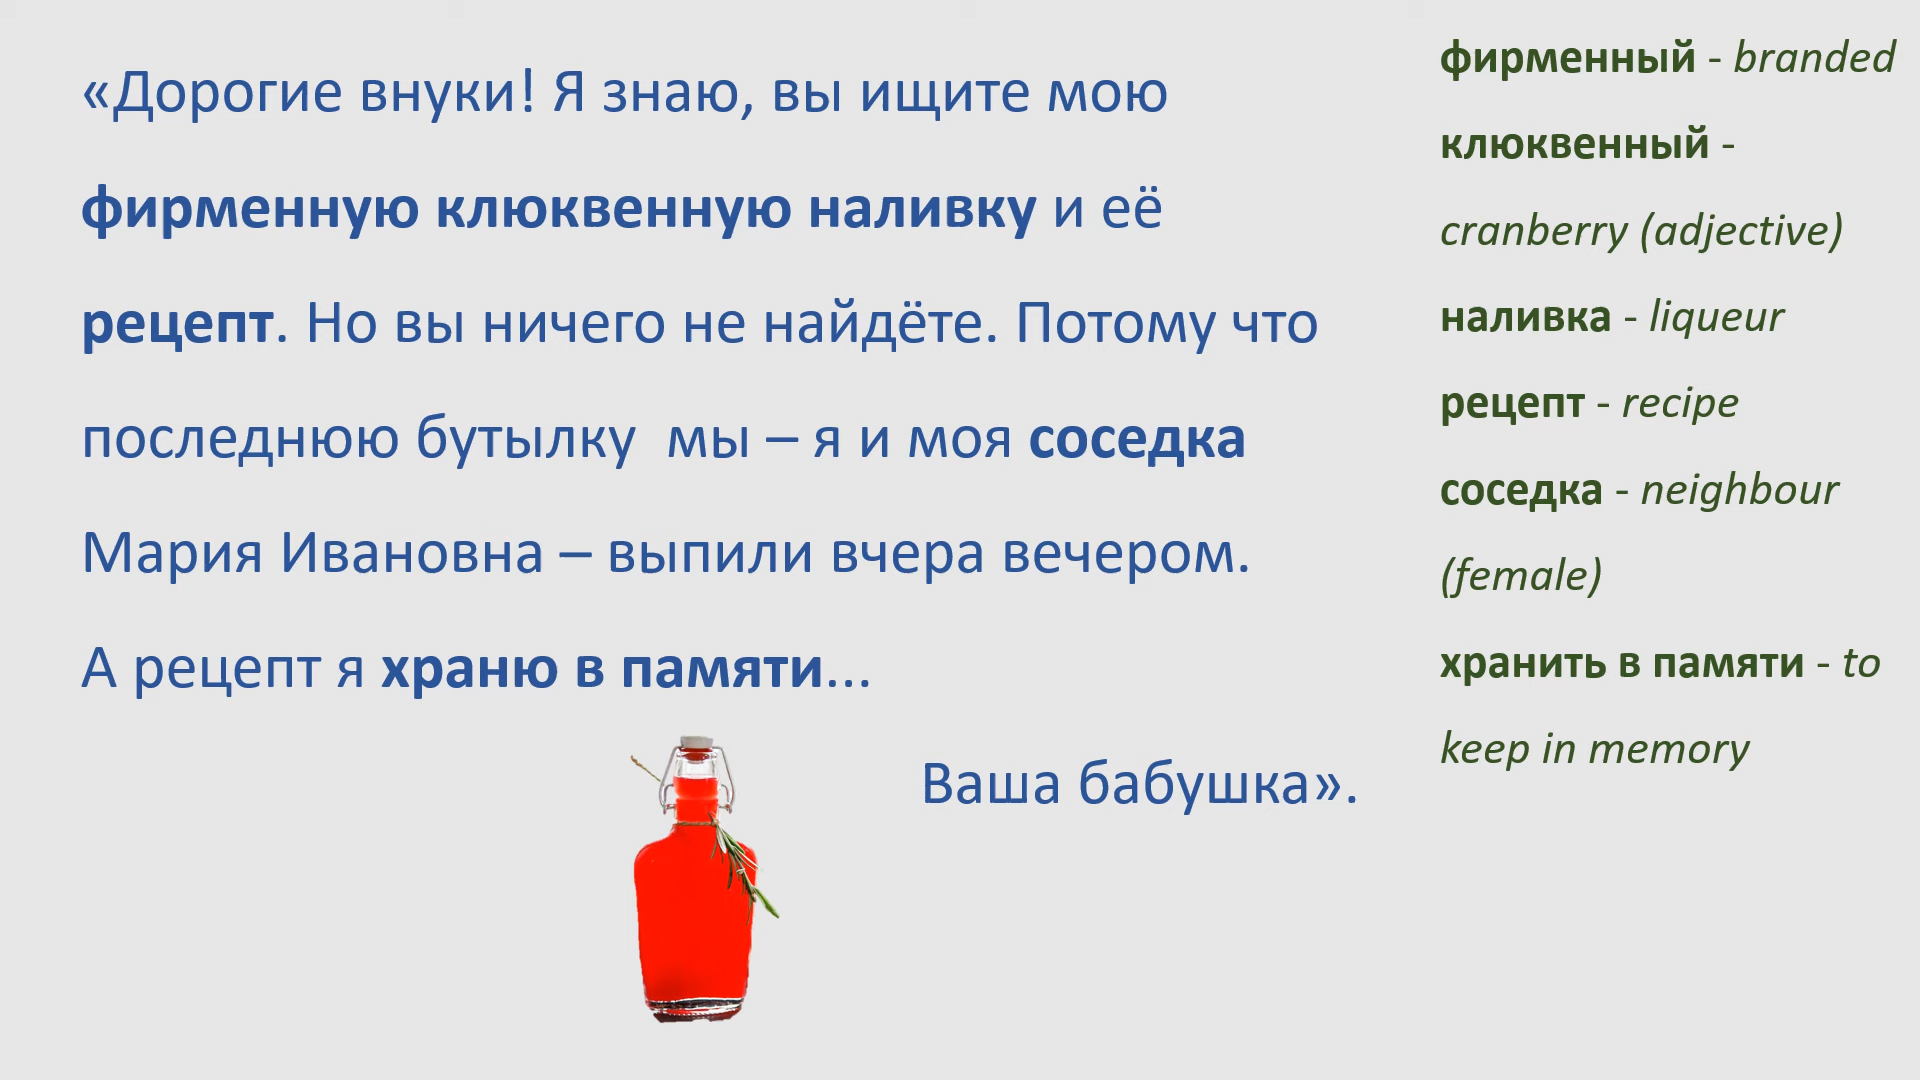 «Дорогие внуки! Я знаю, вы ищите мою
фирменную клюквенную наливку и её
рецепт. Но вы ничего не найдёте. Потому что
последнюю бутылку  мы – я и моя соседка
Мария Ивановна – выпили вчера вечером.
А рецепт я храню в памяти...
Ваша бабушка».
фирменный - branded
клюквенный -
cranberry (adjective)
наливка - liqueur
рецепт - recipe
соседка - neighbour
(female)
хранить в памяти - to
keep in memory